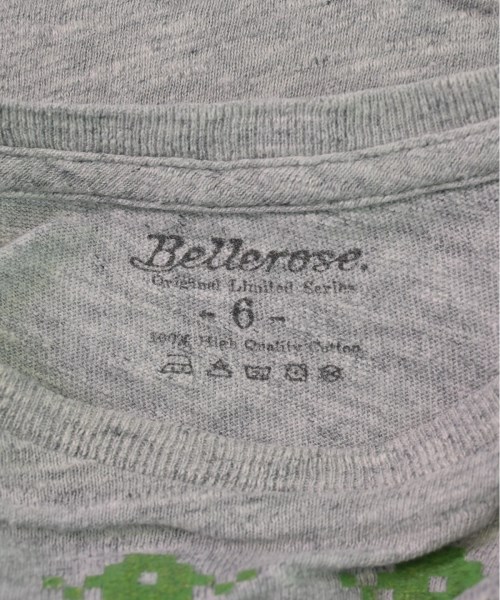 Bellerose.
Original Limited Series
- 6 -
100% High Quality Cotton